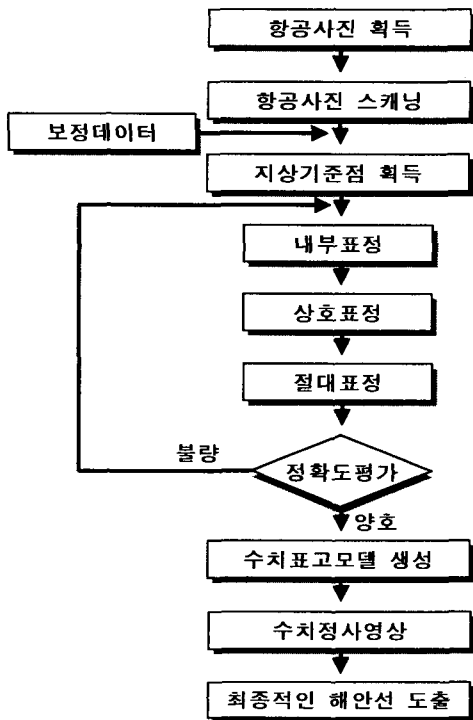 항공사진 획득
항공사진 스캐닝
보정데이터
지상기준점 획득
내부표정
상호표정
절대표정
불량
정확도평가
양호
수치표고모델 생성
수치정사영상
최종적인 해안선 도출